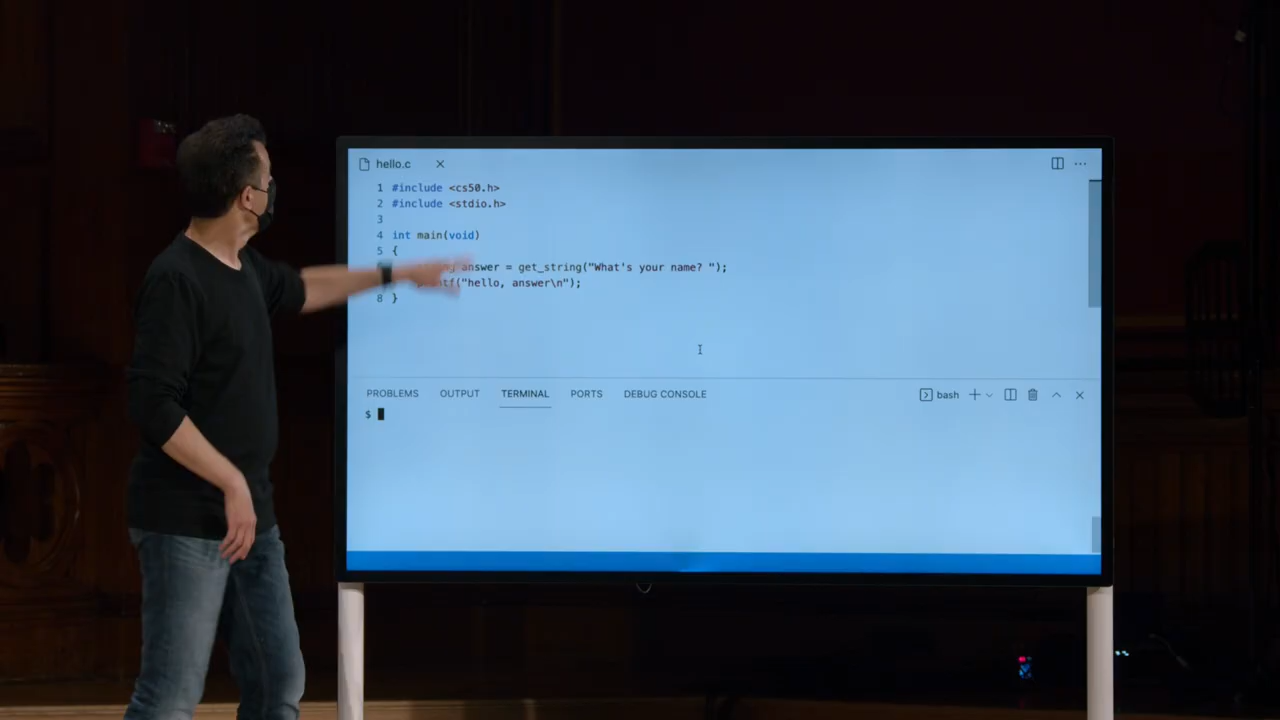 hello.c
1 #include <cs50.h>
2 #include <stdio.h>
3
4 int main(void)
5 {
answer = get_string("What's your name? ");
("hello, answer\n");
8 }
PROBLEMS OUTPUT TERMINAL PORTS DEBUG CONSOLE bash
$